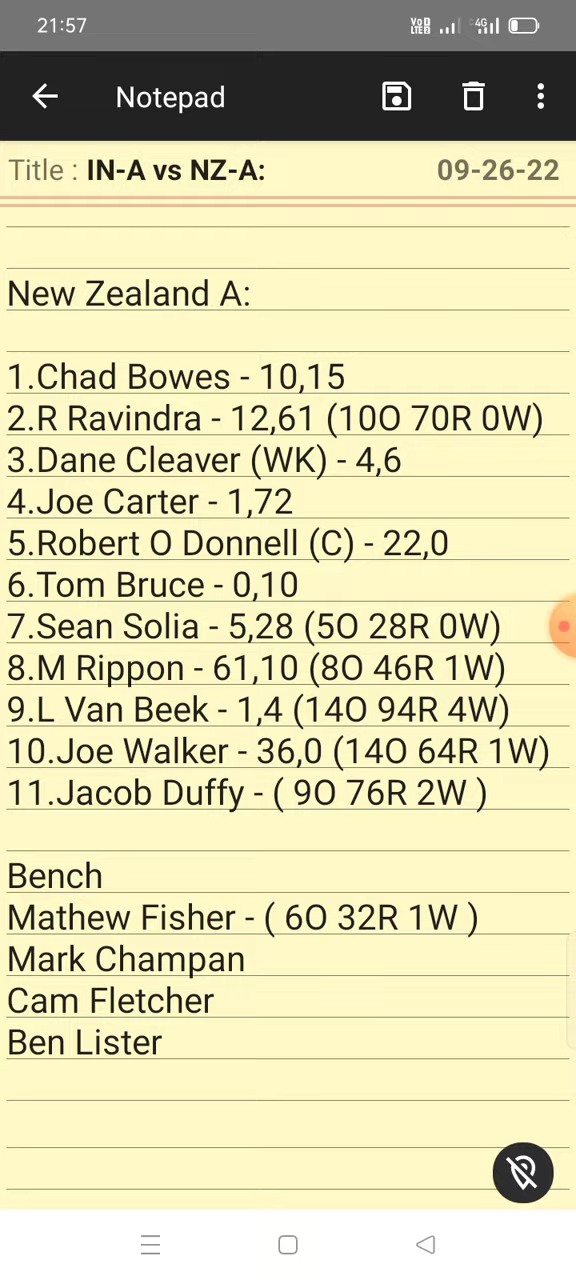 21:57 VoD LTE2 4G
Notepad
Title : IN-A vs NZ-A: 09-26-22
New Zealand A:
1.Chad Bowes - 10,15
2.R Ravindra - 12,61 (10O 70R 0W)
3.Dane Cleaver (WK) - 4,6
4.Joe Carter - 1,72
5.Robert O Donnell (C) - 22,0
6.Tom Bruce - 0,10
7.Sean Solia - 5,28 (5O 28R 0W)
8.M Rippon - 61,10 (8O 46R 1W)
9.L Van Beek - 1,4 (14O 94R 4W)
10.Joe Walker - 36,0 (14O 64R 1W)
11.Jacob Duffy - ( 9O 76R 2W )
Bench
Mathew Fisher - ( 6O 32R 1W )
Mark Champan
Cam Fletcher
Ben Lister